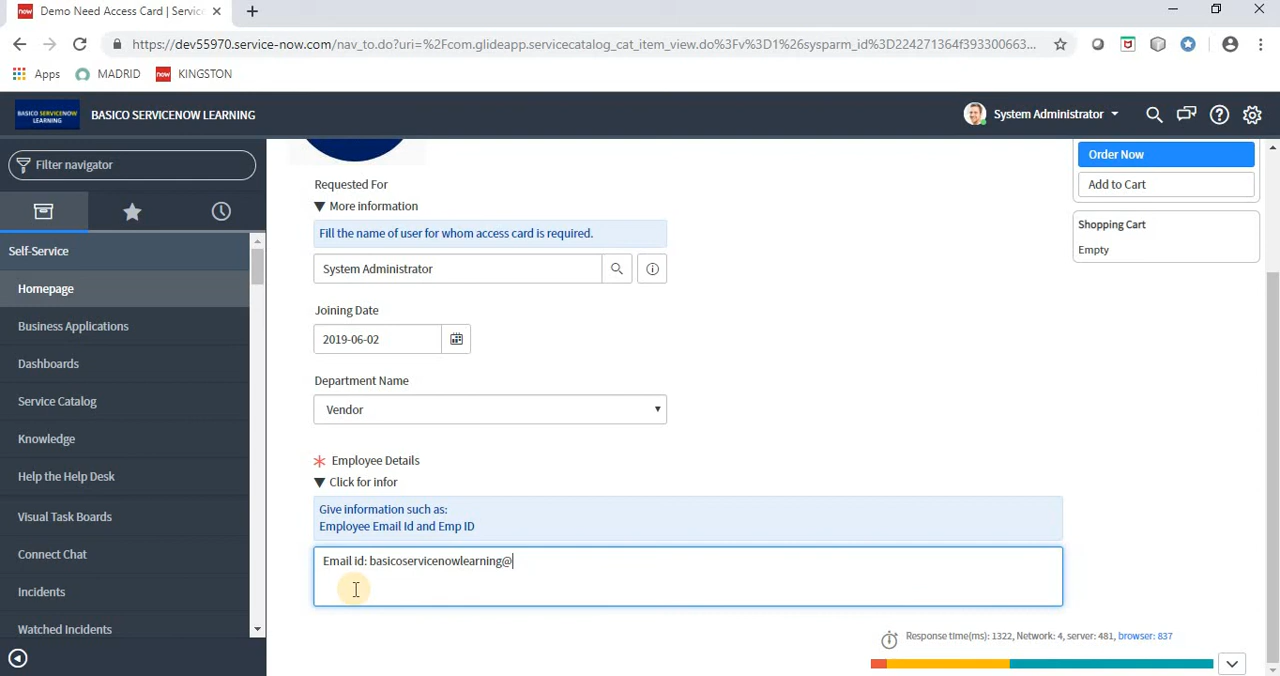 now Demo Need Access Card | Service
https://dev55970.service-now.com/nav_to.do?uri=%2Fcom.glideapp.servicecatalog_cat_item_view.do%3Fv%3D1%26sysparm_id%3D224271364f393300663...
Apps MADRID now KINGSTON
BASICO SERVICENOW LEARNING BASICO SERVICENOW LEARNING System Administrator
Filter navigator
Self-Service
Homepage
Business Applications
Dashboards
Service Catalog
Knowledge
Help the Help Desk
Visual Task Boards
Connect Chat
Incidents
Watched Incidents
Requested For
More information
Fill the name of user for whom access card is required.
System Administrator
Joining Date
2019-06-02
Department Name
Vendor
Employee Details
Click for infor
Give information such as:
Employee Email Id and Emp ID
Email id: basicoservicenowlearning@
Order Now
Add to Cart
Shopping Cart
Empty
Response time(ms): 1322, Network: 4, server: 481, browser: 837